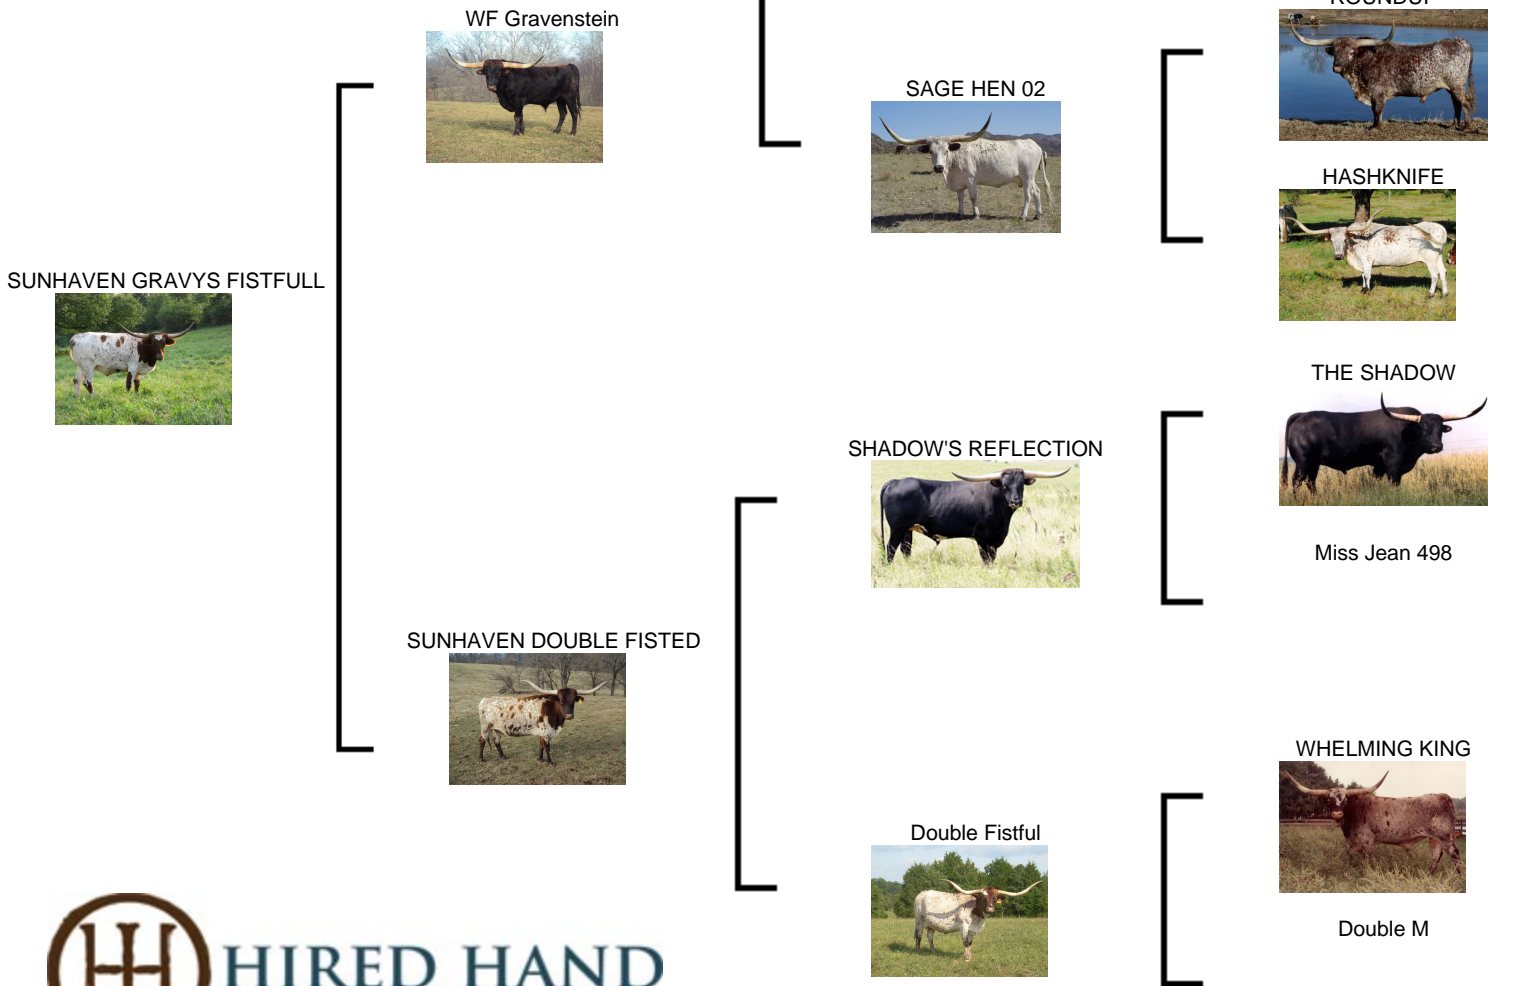 WF Gravenstein
SAGE HEN 02
HASHKNIFE
SUNHAVEN GRAVYS FISTFULL
THE SHADOW
SHADOW'S REFLECTION
Miss Jean 498
SUNHAVEN DOUBLE FISTED
WHELMING KING
Double Fistful
Double M
HIRED HAND